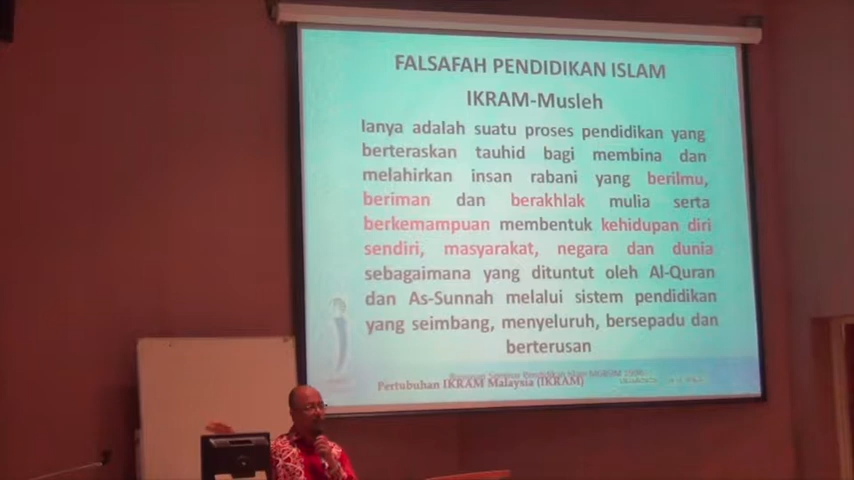 FALSAFAH PENDIDIKAN ISLAM
IKRAM-Musleh
Ianya adalah suatu proses pendidikan yang
berteraskan tauhid bagi membina dan
melahirkan insan rabani yang berilmu,
beriman dan berakhlak mulia serta
berkemampuan membentuk kehidupan diri
sendiri, masyarakat, negara dan dunia
sebagaimana yang dituntut oleh Al-Quran
dan As-Sunnah melalui sistem pendidikan
yang seimbang, menyeluruh, bersepadu dan
berterusan
Pertubuhan IKRAM Malaysia (IKRAM)